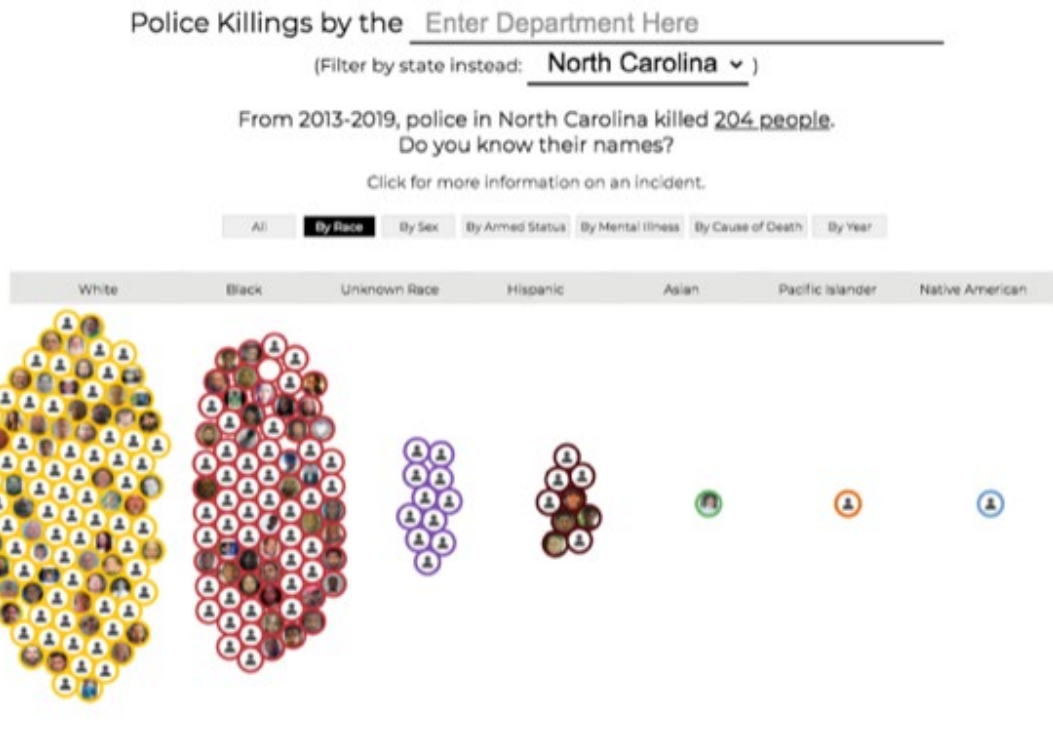 Police Killings by the Enter Department Here
(Filter by state instead: North Carolina )
From 2013-2019, police in North Carolina killed 204 people.
Do you know their names?
Click for more information on an incident.
All By Race By Sex By Armed Status By Mental Illness By Cause of Death By Year
White Black Unknown Race Hispanic Asian Pacific Islander Native American